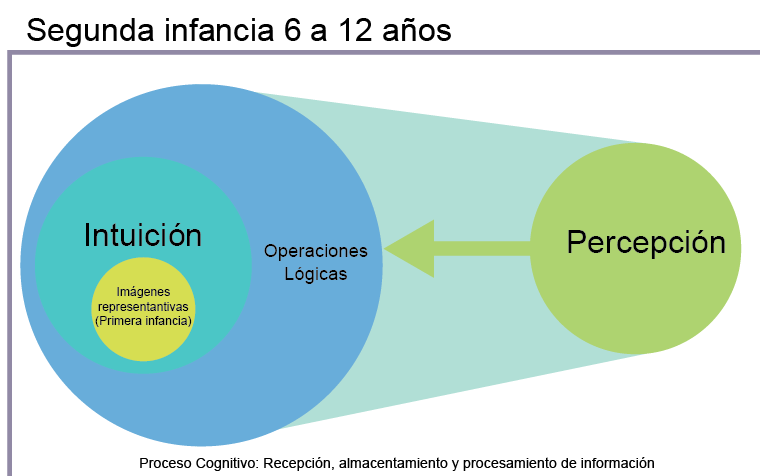 Segunda infancia 6 a 12 años
Intuición
Operaciones
Lógicas
Percepción
Imágenes
representantivas
(Primera infancia)
Proceso Cognitivo: Recepción, almacentamiento y procesamiento de información